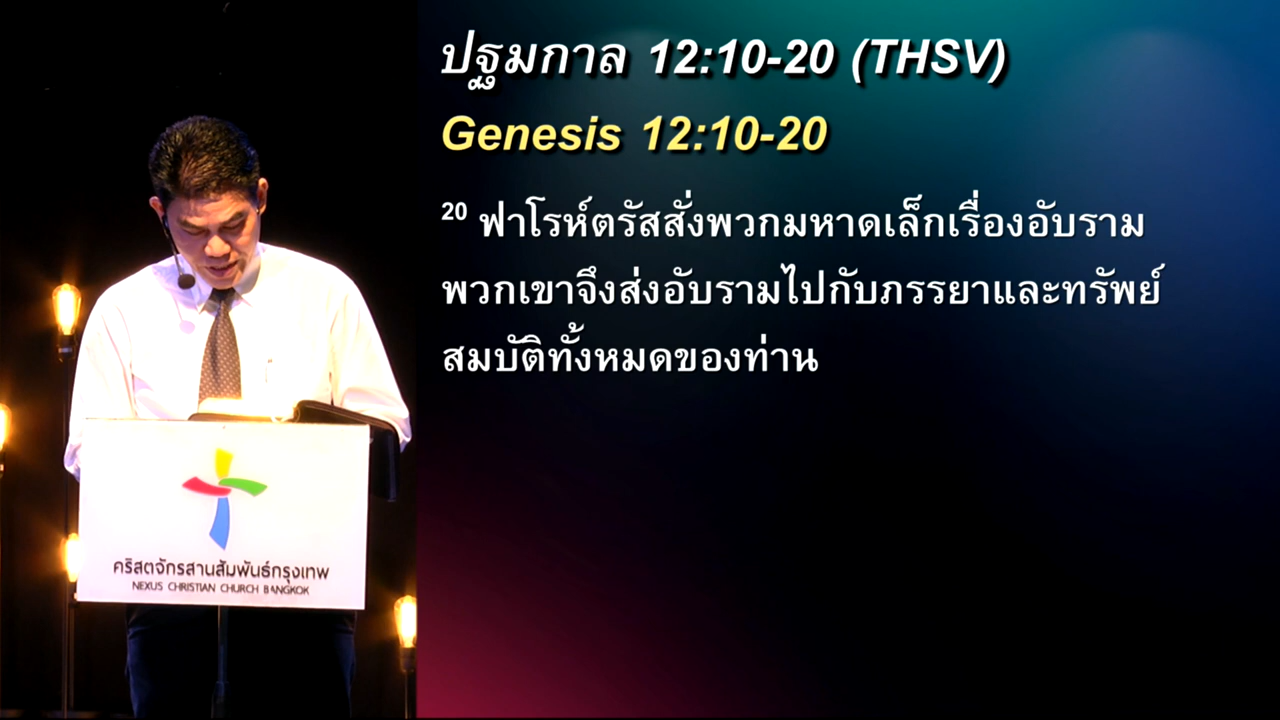 ปฐมกาล 12:10-20 (THSV)
Genesis 12:10-20
20 ฟาโรห์ตรัสสั่งพวกมหาดเล็กเรื่องอับราม
พวกเขาจึงส่งอับรามไปกับภรรยาและทรัพย์
สมบัติทั้งหมดของท่าน
คริสตจักรสานสัมพันธ์กรุงเทพ
NEXUS CHRISTIAN CHURCH BANGKOK